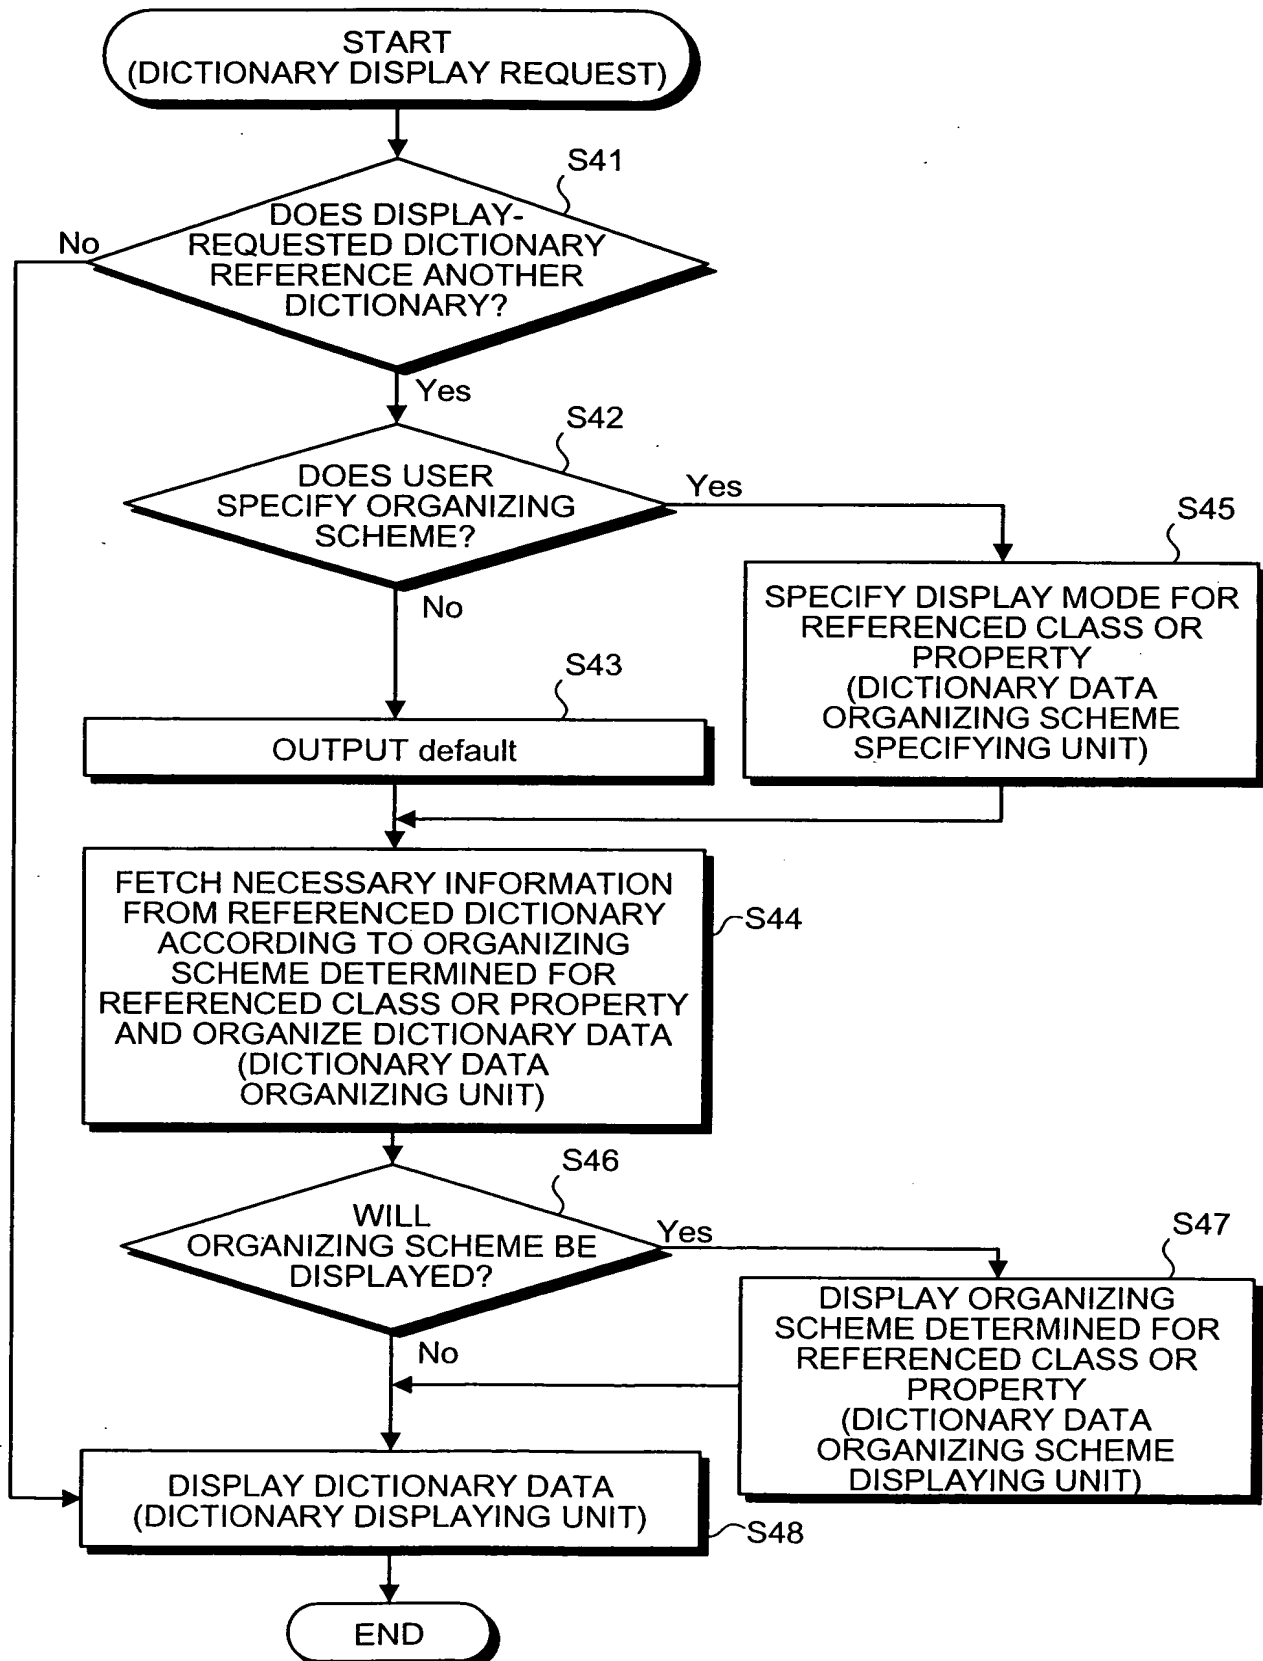 START
(DICTIONARY DISPLAY REQUEST)
S41
DOES DISPLAY-
REQUESTED DICTIONARY
REFERENCE ANOTHER
DICTIONARY?
No
Yes
S42
DOES USER
SPECIFY ORGANIZING
SCHEME?
Yes
No
S45
SPECIFY DISPLAY MODE FOR
REFERENCED CLASS OR
PROPERTY
(DICTIONARY DATA
ORGANIZING SCHEME
SPECIFYING UNIT)
S43
OUTPUT default
FETCH NECESSARY INFORMATION
FROM REFERENCED DICTIONARY
ACCORDING TO ORGANIZING
SCHEME DETERMINED FOR
REFERENCED CLASS OR PROPERTY
AND ORGANIZE DICTIONARY DATA
(DICTIONARY DATA
ORGANIZING UNIT)
S44
S46
WILL
ORGANIZING SCHEME BE
DISPLAYED?
Yes
No
S47
DISPLAY ORGANIZING
SCHEME DETERMINED FOR
REFERENCED CLASS OR
PROPERTY
(DICTIONARY DATA
ORGANIZING SCHEME
DISPLAYING UNIT)
DISPLAY DICTIONARY DATA
(DICTIONARY DISPLAYING UNIT)
S48
END